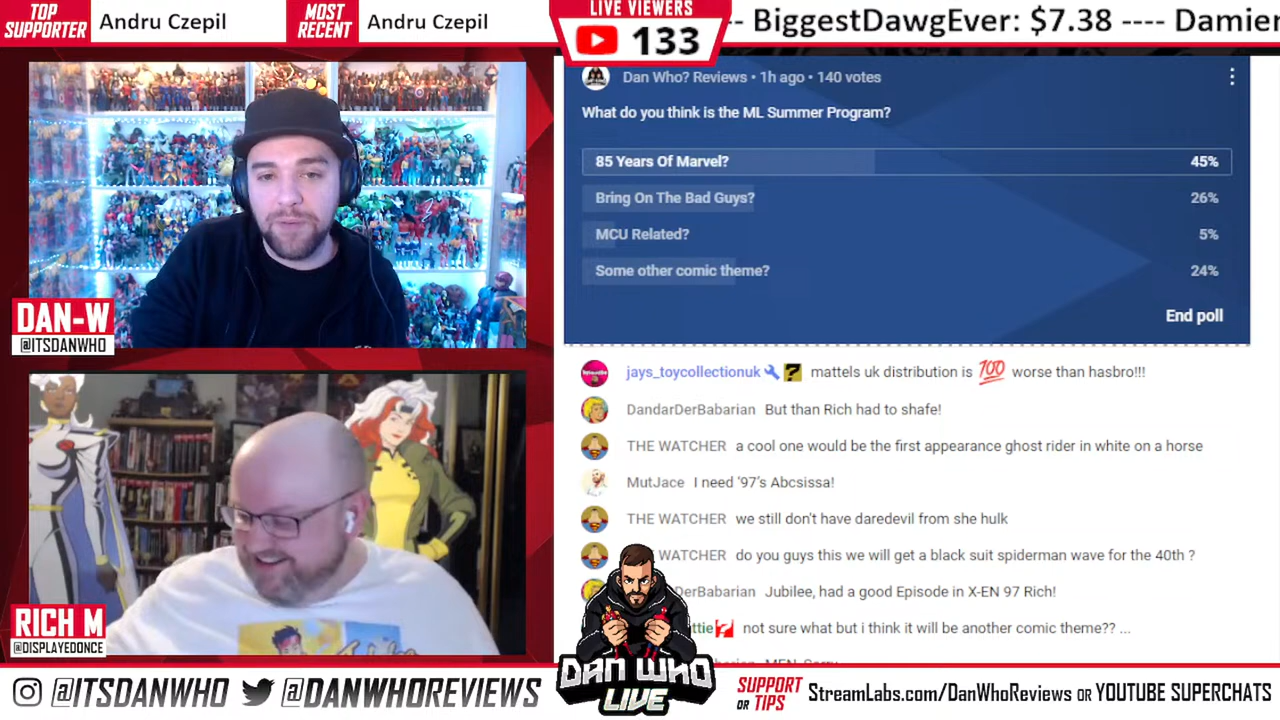 TOP
SUPPORTER
Andru Czepil
MOST
RECENT
Andru Czepil
LIVE VIEWERS
133
-- BiggestDawgEver: $7.38 ---- Damier
Dan Who? Reviews • 1h ago • 140 votes
What do you think is the ML Summer Program?
85 Years Of Marvel? 45%
Bring On The Bad Guys? 26%
MCU Related? 5%
Some other comic theme? 24%
End poll
DAN-W
@ITSDANWHO
jays_toycollectionuk mattels uk distribution is 💯 worse than hasbro!!!
DandarDerBabarian But than Rich had to shafe!
THE WATCHER a cool one would be the first appearance ghost rider in white on a horse
MutJace I need '97's Abcsissa!
THE WATCHER we still don't have daredevil from she hulk
WATCHER do you guys this we will get a black suit spiderman wave for the 40th ?
erBabarian Jubilee, had a good Episode in X-EN 97 Rich!
ttie not sure what but i think it will be another comic theme?? ...
RICH M
@DISPLAYEDONCE
DAN WHO
LIVE
@ITSDANWHO
@DANWHOREVIEWS
SUPPORT
OR TIPS
StreamLabs.com/DanWhoReviews OR YOUTUBE SUPERCHATS